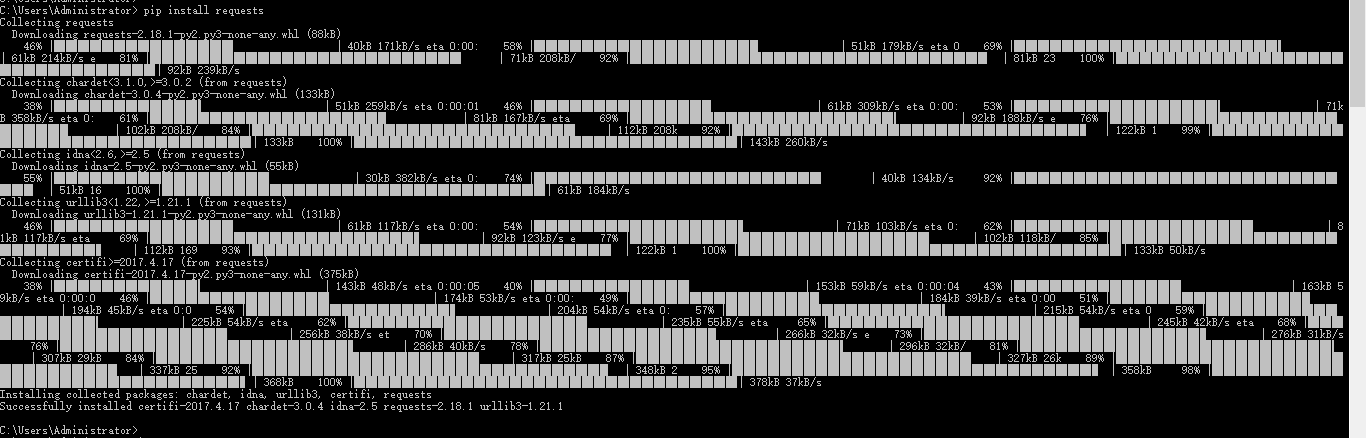 C:\Users\Administrator> pip install requests
Collecting requests
  Downloading requests-2.18.1-py2.py3-none-any.whl (88kB)
    46% | | 40kB 171kB/s eta 0:00:    58% | | 51kB 179kB/s eta 0    69% |
| 61kB 214kB/s e    81% | | 71kB 208kB/    92% | | 81kB 23    100% |
| 92kB 239kB/s
Collecting chardet<3.1.0,>=3.0.2 (from requests)
  Downloading chardet-3.0.4-py2.py3-none-any.whl (133kB)
    38% | | 51kB 259kB/s eta 0:00:01    46% | | 61kB 309kB/s eta 0:00:    53% | | 71k
B 358kB/s eta 0:    61% | | 81kB 167kB/s eta    69% | | 92kB 188kB/s e    76% |
| 102kB 208kB/    84% | | 112kB 208k    92% | | 122kB 1    99% |
| 133kB    100% | | 143kB 260kB/s
Collecting idna<2.6,>=2.5 (from requests)
  Downloading idna-2.5-py2.py3-none-any.whl (55kB)
    55% | | 30kB 382kB/s eta 0:    74% | | 40kB 134kB/s    92% |
| 51kB 16    100% | | 61kB 184kB/s
Collecting urllib3<1.22,>=1.21.1 (from requests)
  Downloading urllib3-1.21.1-py2.py3-none-any.whl (131kB)
    46% | | 61kB 117kB/s eta 0:00:    54% | | 71kB 103kB/s eta 0:    62% | | 8
1kB 117kB/s eta    69% | | 92kB 123kB/s e    77% | | 102kB 118kB/    85% |
| 112kB 169    93% | | 122kB 1    100% | | 133kB 50kB/s
Collecting certifi>=2017.4.17 (from requests)
  Downloading certifi-2017.4.17-py2.py3-none-any.whl (375kB)
    38% | | 143kB 48kB/s eta 0:00:05    40% | | 153kB 59kB/s eta 0:00:04    43% | | 163kB 5
9kB/s eta 0:00:0    46% | | 174kB 53kB/s eta 0:00:    49% | | 184kB 39kB/s eta 0:00    51% |
| 194kB 45kB/s eta 0:0    54% | | 204kB 54kB/s eta 0:    57% | | 215kB 54kB/s eta 0    59% |
| 225kB 54kB/s eta    62% | | 235kB 55kB/s eta    65% | | 245kB 42kB/s eta    68% |
| 256kB 38kB/s et    70% | | 266kB 32kB/s e    73% | | 276kB 31kB/s
    76% | | 286kB 40kB/s    78% | | 296kB 32kB/    81% |
| 307kB 29kB    84% | | 317kB 25kB    87% | | 327kB 26k    89% |
| 337kB 25    92% | | 348kB 2    95% | | 358kB    98% |
| 368kB    100% | | 378kB 37kB/s
Installing collected packages: chardet, idna, urllib3, certifi, requests
Successfully installed certifi-2017.4.17 chardet-3.0.4 idna-2.5 requests-2.18.1 urllib3-1.21.1
C:\Users\Administrator>